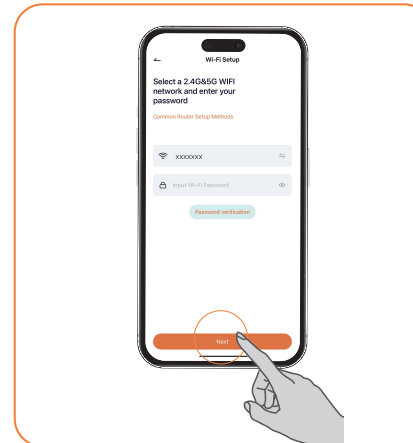 Wi-Fi Setup
Select a 2.4G&5G WIFI
network and enter your
password
Common Router Setup Methods
xxxxxxx
Input Wi-Fi Password
Password verification
Next